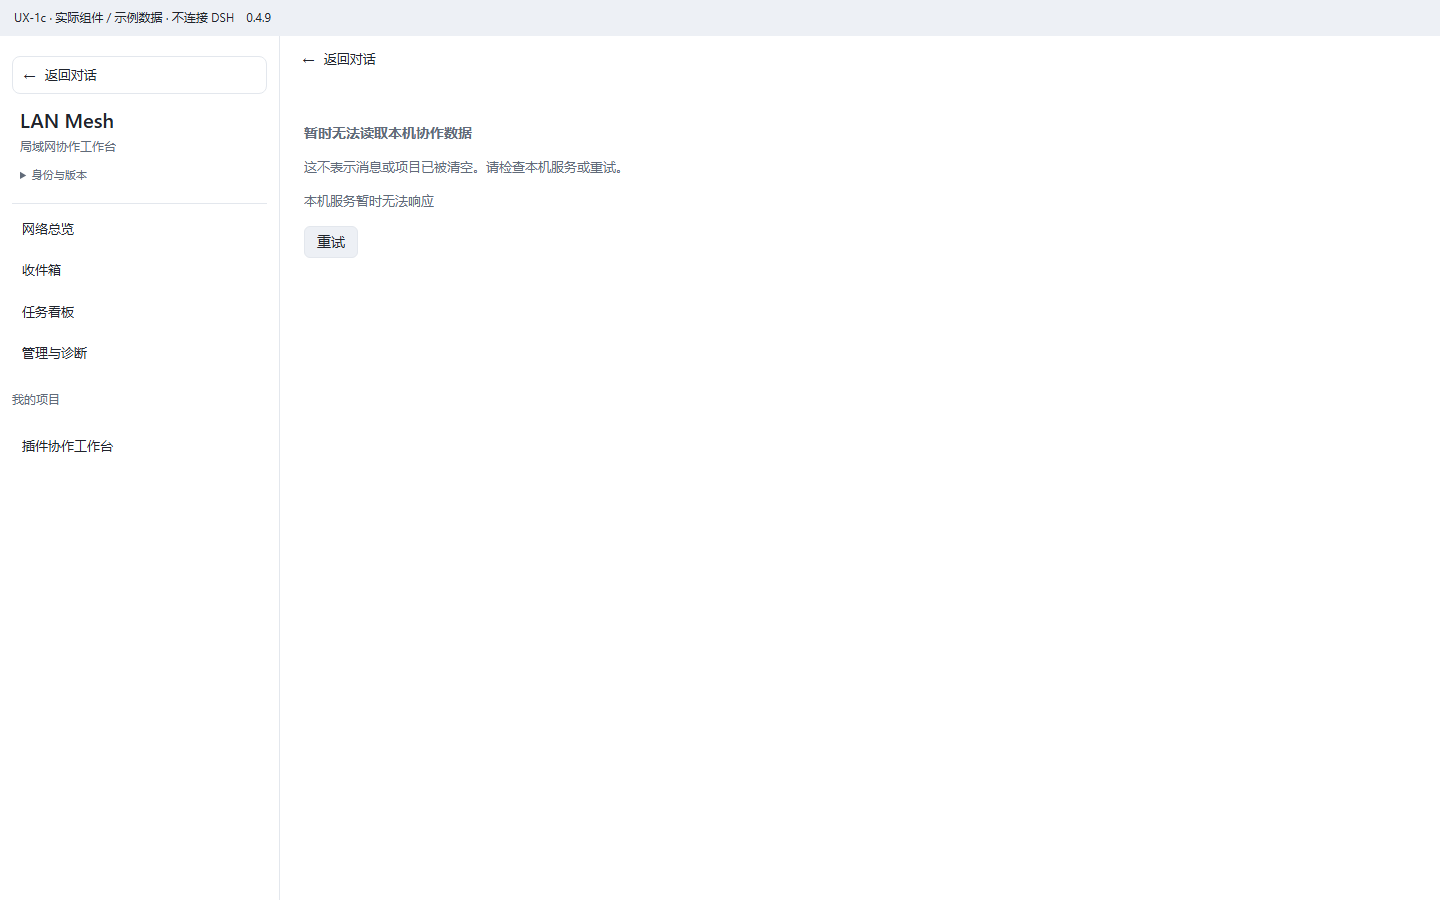 UX-1c · 实际组件 / 示例数据 · 不连接 DSH 0.4.9
← 返回对话
LAN Mesh
局域网协作工作台
▶ 身份与版本
网络总览
收件箱
任务看板
管理与诊断
我的项目
插件协作工作台
← 返回对话
暂时无法读取本机协作数据
这不表示消息或项目已被清空。请检查本机服务或重试。
本机服务暂时无法响应
重试